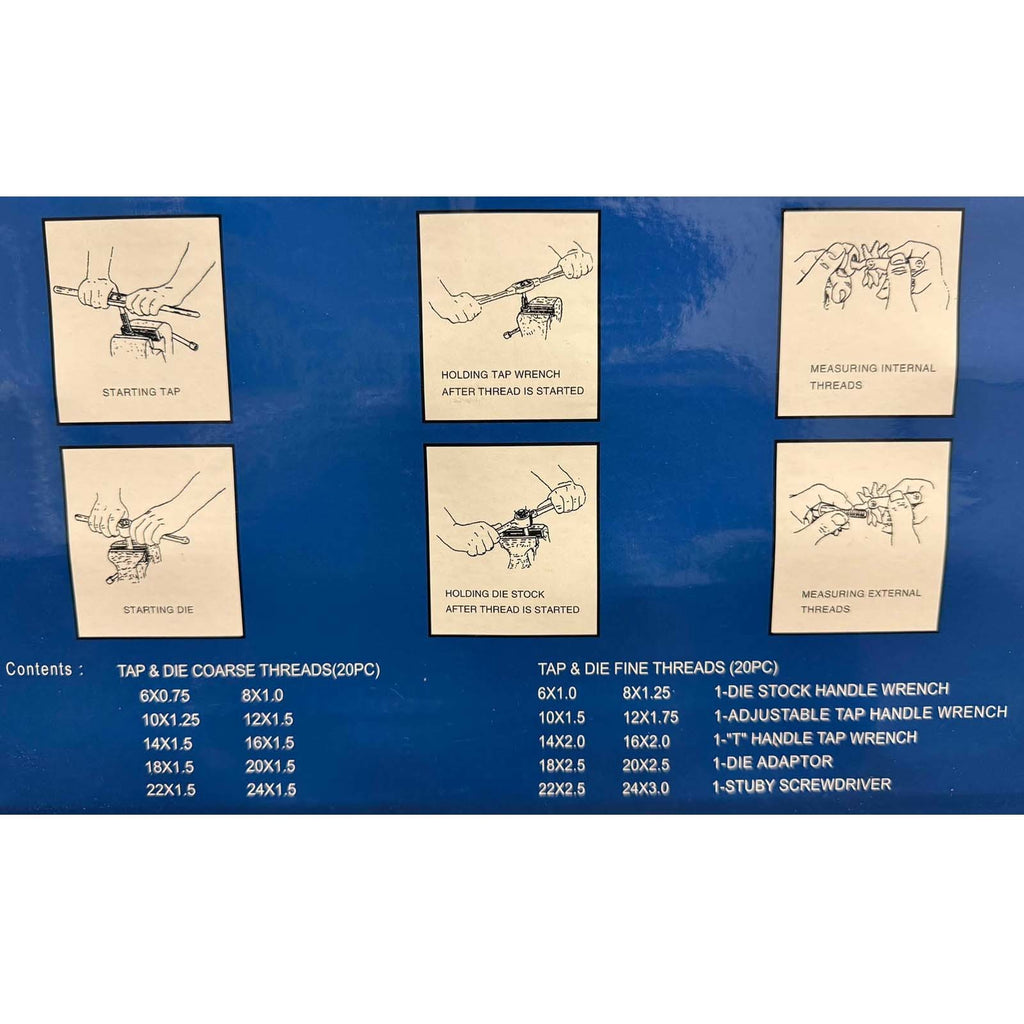 STARTING TAP
HOLDING TAP WRENCH
AFTER THREAD IS STARTED
MEASURING INTERNAL
THREADS
STARTING DIE
HOLDING DIE STOCK
AFTER THREAD IS STARTED
MEASURING EXTERNAL
THREADS
Contents :
TAP & DIE COARSE THREADS(20PC)
6X0.75 8X1.0
10X1.25 12X1.5
14X1.5 16X1.5
18X1.5 20X1.5
22X1.5 24X1.5
TAP & DIE FINE THREADS (20PC)
6X1.0 8X1.25 1-DIE STOCK HANDLE WRENCH
10X1.5 12X1.75 1-ADJUSTABLE TAP HANDLE WRENCH
14X2.0 16X2.0 1-"T" HANDLE TAP WRENCH
18X2.5 20X2.5 1-DIE ADAPTOR
22X2.5 24X3.0 1-STUBY SCREWDRIVER